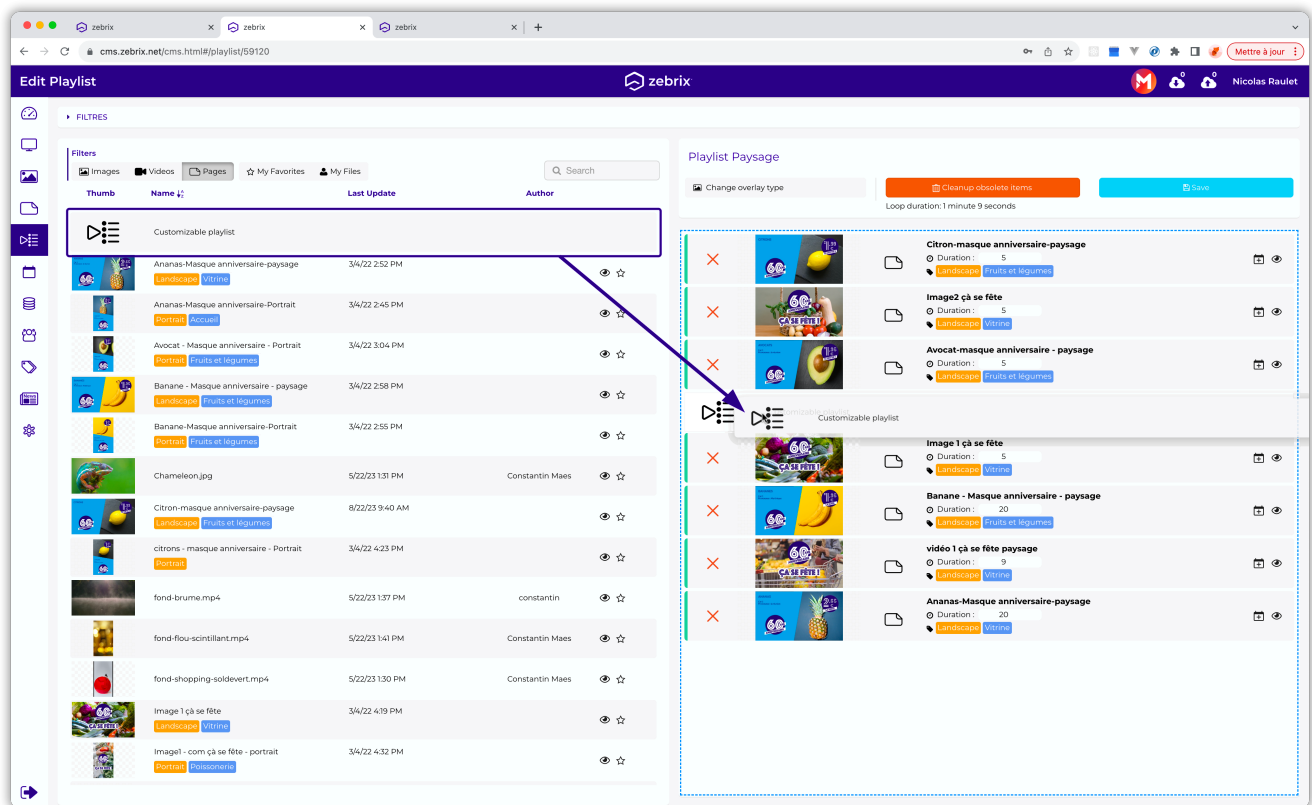 zebrix
zebrix
zebrix
cms.zebrix.net/cms.html#/playlist/59120
Mettre à jour
Edit Playlist
zebrix
Nicolas Raulet
FILTRES
Filters
Images Videos Pages My Favorites My Files
Search
Thumb Name Last Update Author
Customizable playlist
Ananas-Masque anniversaire-paysage 3/4/22 2:52 PM
Landscape Vitrine
Ananas-Masque anniversaire-Portrait 3/4/22 2:45 PM
Portrait Accueil
Avocat - Masque anniversaire - Portrait 3/4/22 3:04 PM
Portrait Fruits et légumes
Banane - Masque anniversaire - paysage 3/4/22 2:58 PM
Landscape Fruits et légumes
Banane-Masque anniversaire-Portrait 3/4/22 2:55 PM
Portrait Fruits et légumes
Chameleon.jpg 5/22/23 1:31 PM Constantin Maes
Citron-masque anniversaire-paysage 8/22/23 9:40 AM
Landscape Fruits et légumes
citrons - masque anniversaire - Portrait 3/4/22 4:23 PM
Portrait
fond-brume.mp4 5/22/23 1:37 PM constantin
fond-flou-scintillant.mp4 5/22/23 1:41 PM Constantin Maes
fond-shopping-soldevert.mp4 5/22/23 1:30 PM Constantin Maes
Image 1 çà se fête 3/4/22 4:19 PM
Landscape Vitrine
Image1 - com çà se fête - portrait 3/4/22 4:32 PM
Portrait Poissonerie
Playlist Paysage
Change overlay type
Cleanup obsolete items
Save
Loop duration: 1 minute 9 seconds
Citron-masque anniversaire-paysage
Duration : 5
Landscape Fruits et légumes
Image2 çà se fête
Duration : 5
Landscape Vitrine
ÇA SE FÊTE !
Avocat-masque anniversaire - paysage
Duration : 5
Landscape Fruits et légumes
Customizable playlist
Image 1 çà se fête
Duration : 5
Landscape Vitrine
ÇA SE FÊTE !
Banane - Masque anniversaire - paysage
Duration : 20
Landscape Fruits et légumes
vidéo 1 çà se fête paysage
Duration : 9
Landscape Vitrine
ÇA SE FÊTE !
Ananas-Masque anniversaire-paysage
Duration : 20
Landscape Vitrine